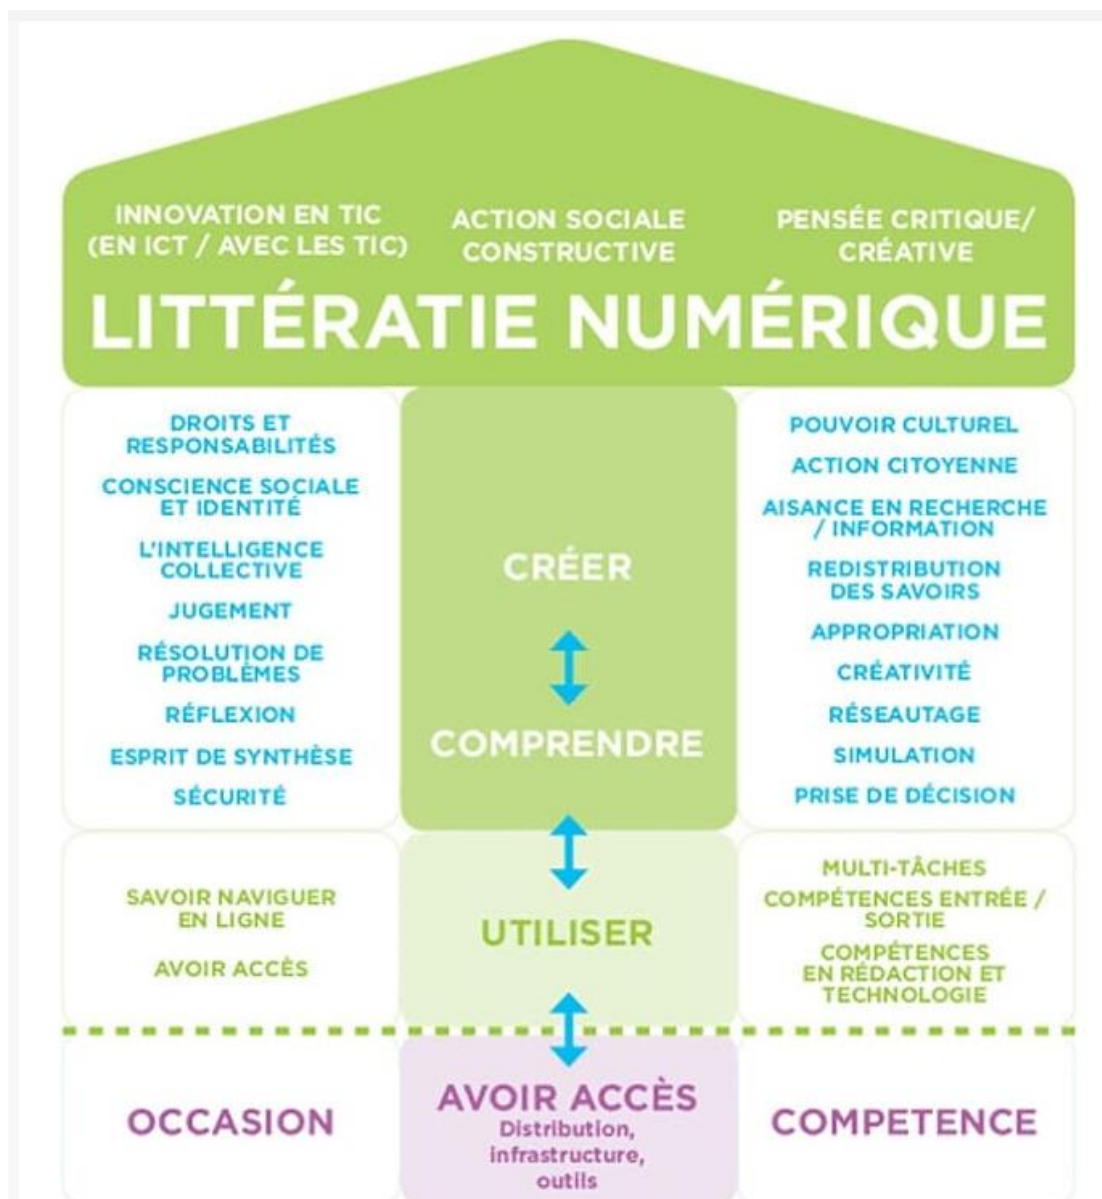 INNOVATION EN TIC
(EN ICT / AVEC LES TIC)
ACTION SOCIALE
CONSTRUCTIVE
PENSÉE CRITIQUE/
CRÉATIVE
LITTÉRATIE NUMÉRIQUE
DROITS ET
RESPONSABILITÉS
CONSCIENCE SOCIALE
ET IDENTITÉ
L'INTELLIGENCE
COLLECTIVE
JUGEMENT
RÉSOLUTION DE
PROBLÈMES
RÉFLEXION
ESPRIT DE SYNTHÈSE
SÉCURITÉ
CRÉER
COMPRENDRE
POUVOIR CULTUREL
ACTION CITOYENNE
AISANCE EN RECHERCHE
/ INFORMATION
REDISTRIBUTION
DES SAVOIRS
APPROPRIATION
CRÉATIVITÉ
RÉSEAUTAGE
SIMULATION
PRISE DE DÉCISION
SAVOIR NAVIGUER
EN LIGNE
AVOIR ACCÈS
UTILISER
MULTI-TÂCHES
COMPÉTENCES ENTRÉE /
SORTIE
COMPÉTENCES
EN RÉDACTION ET
TECHNOLOGIE
OCCASION
AVOIR ACCÈS
Distribution,
infrastructure,
outils
COMPETENCE